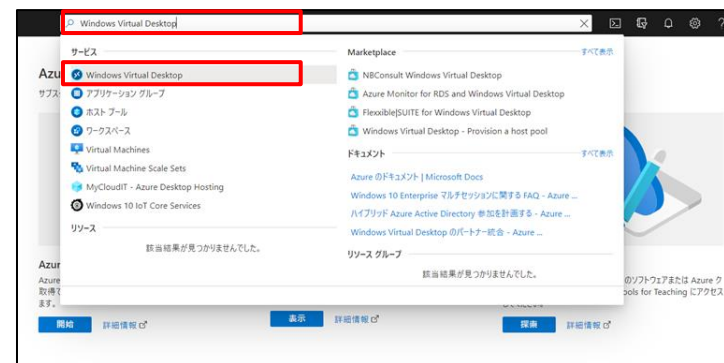 Windows Virtual Desktop
サービス
Windows Virtual Desktop
アプリケーション グループ
ホスト プール
ワークスペース
Virtual Machines
Virtual Machine Scale Sets
MyCloudIT - Azure Desktop Hosting
Windows 10 IoT Core Services
リソース
該当結果が見つかりませんでした。
Marketplace
すべて表示
NBConsult Windows Virtual Desktop
Azure Monitor for RDS and Windows Virtual Desktop
Flexxible|SUITE for Windows Virtual Desktop
Windows Virtual Desktop - Provision a host pool
ドキュメント
すべて表示
Azure のドキュメント | Microsoft Docs
Windows 10 Enterprise マルチセッションに関する FAQ - Azure ...
ハイブリッド Azure Active Directory 参加を計画する - Azure ...
Windows Virtual Desktop のパートナー統合 - Azure ...
リソース グループ
該当結果が見つかりませんでした。
Azu
サブス
Azur
Azure
取得で
ます。
開始 詳細情報
表示 詳細情報
のソフトウェアまたは Azure ク
ools for Teaching にアクセス
探索 詳細情報